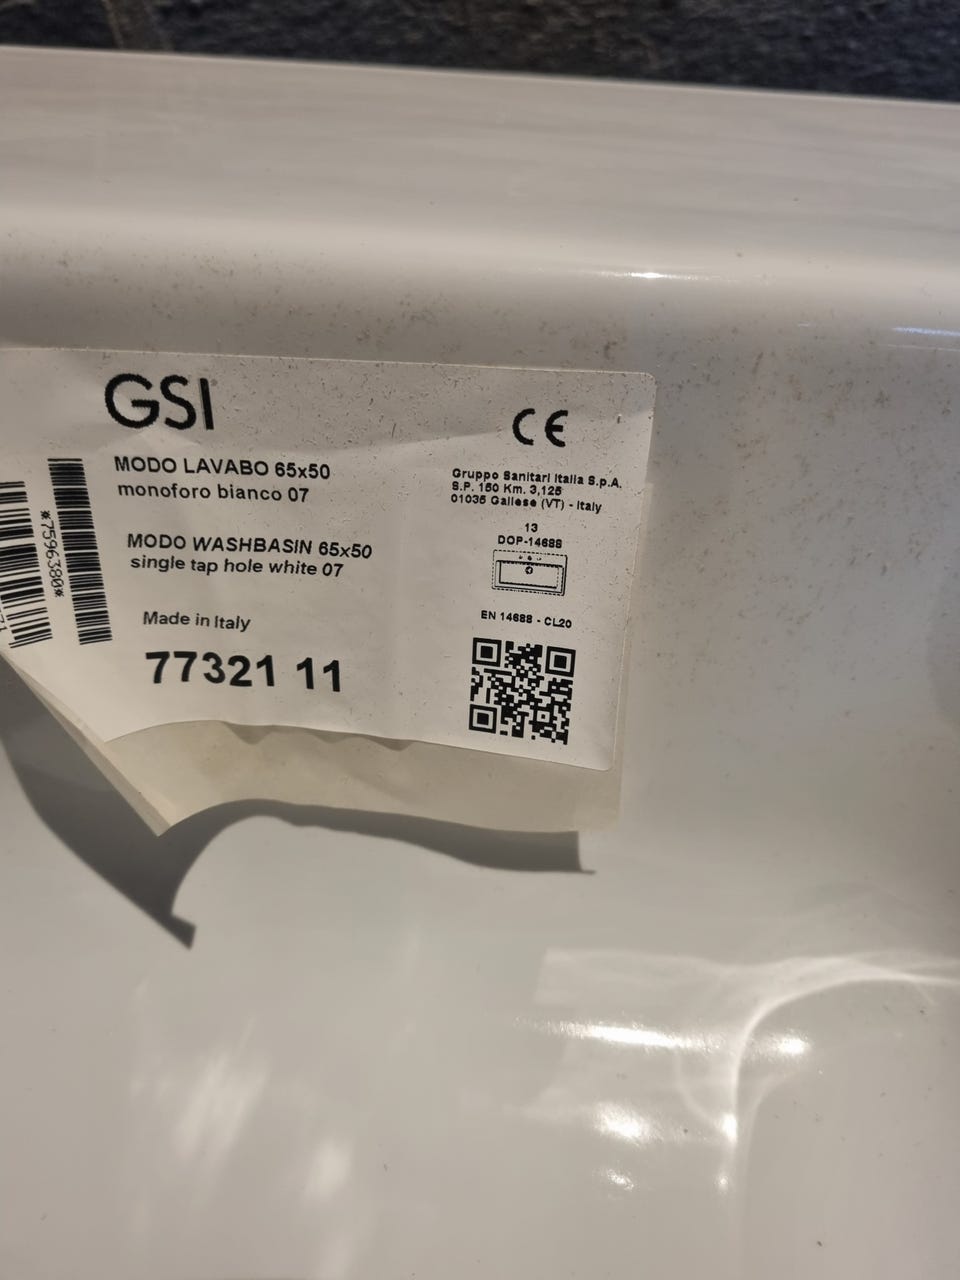 GSI
MODO LAVABO 65x50
monoforo bianco 07
MODO WASHBASIN 65x50
single tap hole white 07
Made in Italy
77321 11
*7596380*
CE
Gruppo Sanitari Italia S.p.A.
S.P. 150 Km. 3,125
01035 Gallese (VT) - Italy
13
DOP-14688
EN 14688 - CL20